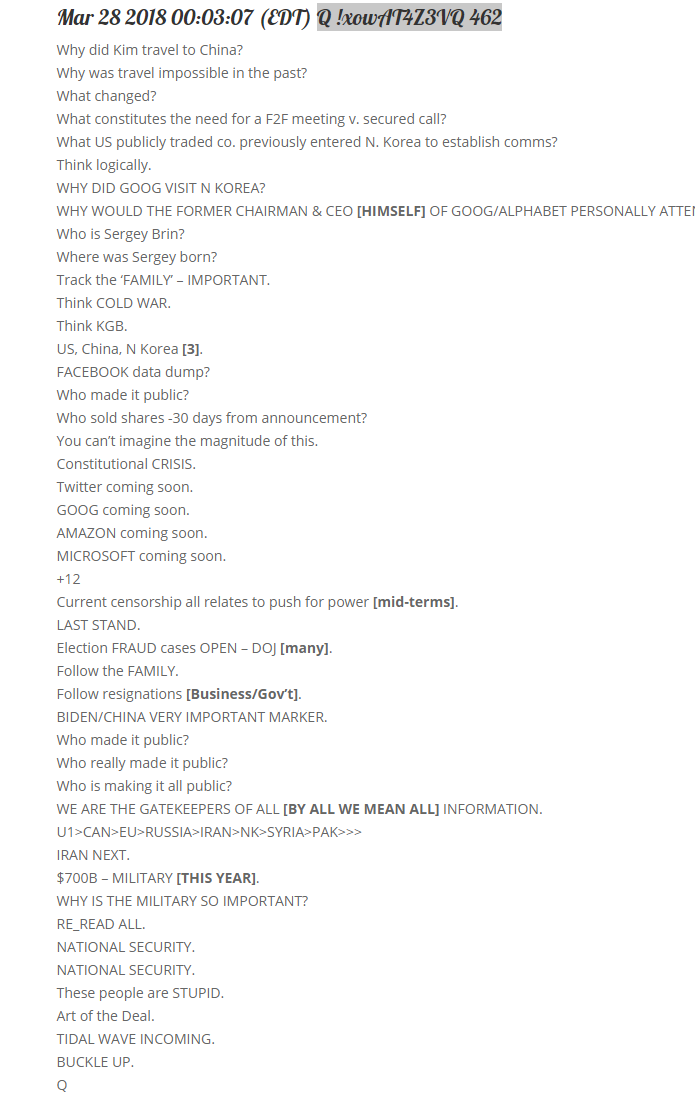 Mar 28 2018 00:03:07 (EDT) Q !xowAT4Z3VQ 462
Why did Kim travel to China?
Why was travel impossible in the past?
What changed?
What constitutes the need for a F2F meeting v. secured call?
What US publicly traded co. previously entered N. Korea to establish comms?
Think logically.
WHY DID GOOG VISIT N KOREA?
WHY WOULD THE FORMER CHAIRMAN & CEO [HIMSELF] OF GOOG/ALPHABET PERSONALLY
Who is Sergey Brin?
Where was Sergey born?
Track the ‘FAMILY’ – IMPORTANT.
Think COLD WAR.
Think KGB.
US, China, N Korea [3].
FACEBOOK data dump?
Who made it public?
Who sold shares -30 days from announcement?
You can’t imagine the magnitude of this.
Constitutional CRISIS.
Twitter coming soon.
GOOG coming soon.
AMAZON coming soon.
MICROSOFT coming soon.
+12
Current censorship all relates to push for power [mid-terms].
LAST STAND.
Election FRAUD cases OPEN – DOJ [many].
Follow the FAMILY.
Follow resignations [Business/Gov’t].
BIDEN/CHINA VERY IMPORTANT MARKER.
Who made it public?
Who really made it public?
Who is making it all public?
WE ARE THE GATEKEEPERS OF ALL [BY ALL WE MEAN ALL] INFORMATION.
U1>CAN>EU>RUSSIA>IRAN>NK>SYRIA>PAK>>>
IRAN NEXT.
$700B – MILITARY [THIS YEAR].
WHY IS THE MILITARY SO IMPORTANT?
RE_READ ALL.
NATIONAL SECURITY.
NATIONAL SECURITY.
These people are STUPID.
Art of the Deal.
TIDAL WAVE INCOMING.
BUCKLE UP.
Q